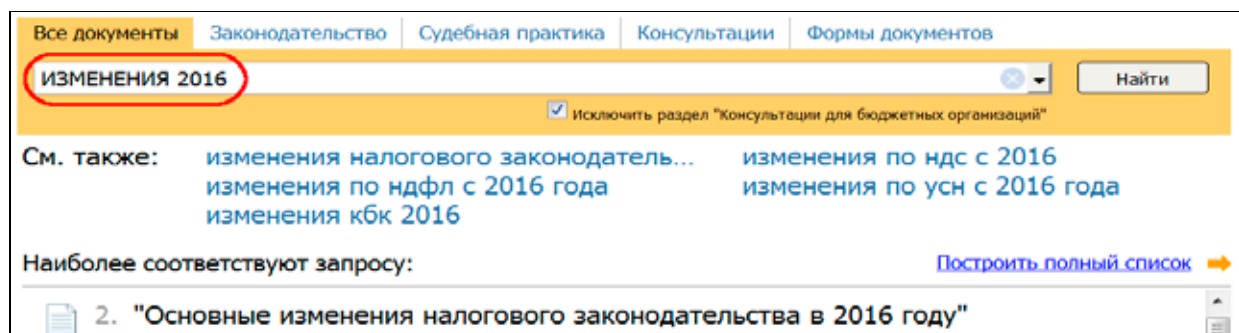 Все документы Законодательство Судебная практика Консультации Формы документов
ИЗМЕНЕНИЯ 2016 Найти
Исключить раздел "Консультации для бюджетных организаций"
См. также: изменения налогового законодатель... изменения по ндс с 2016
изменения по ндфл с 2016 года изменения по усн с 2016 года
изменения кбк 2016
Наиболее соответствуют запросу: Построить полный список
2. "Основные изменения налогового законодательства в 2016 году"